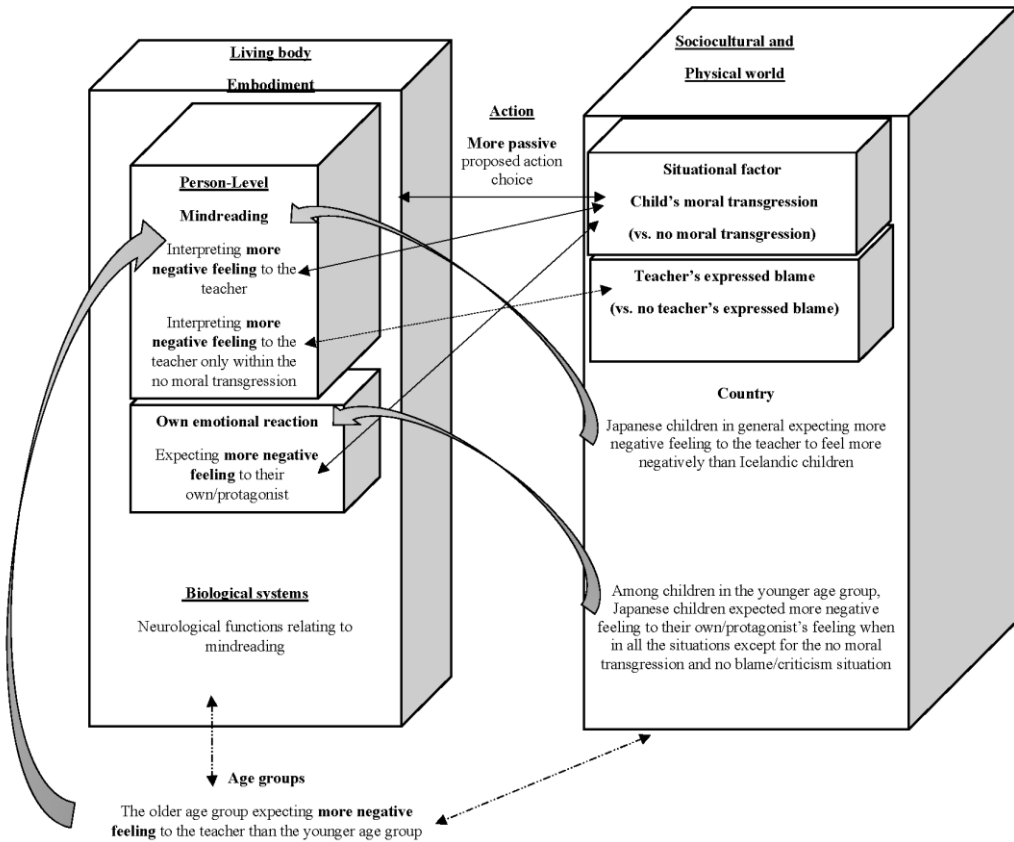 Living body
Embodiment
Person-Level
Mindreading
Interpreting more
negative feeling to the
teacher
Interpreting more
negative feeling to the
teacher only within the
no moral transgression
Own emotional reaction
Expecting more negative
feeling to their
own/protagonist
Biological systems
Neurological functions relating to
mindreading
Action
More passive
proposed action
choice
Sociocultural and
Physical world
Situational factor
Child's moral transgression
(vs. no moral transgression)
Teacher's expressed blame
(vs. no teacher's expressed blame)
Country
Japanese children in general expecting more
negative feeling to the teacher to feel more
negatively than Icelandic children
Among children in the younger age group,
Japanese children expected more negative
feeling to their own/protagonist's feeling when
in all the situations except for the no moral
transgression and no blame/criticism situation
Age groups
The older age group expecting more negative
feeling to the teacher than the younger age group